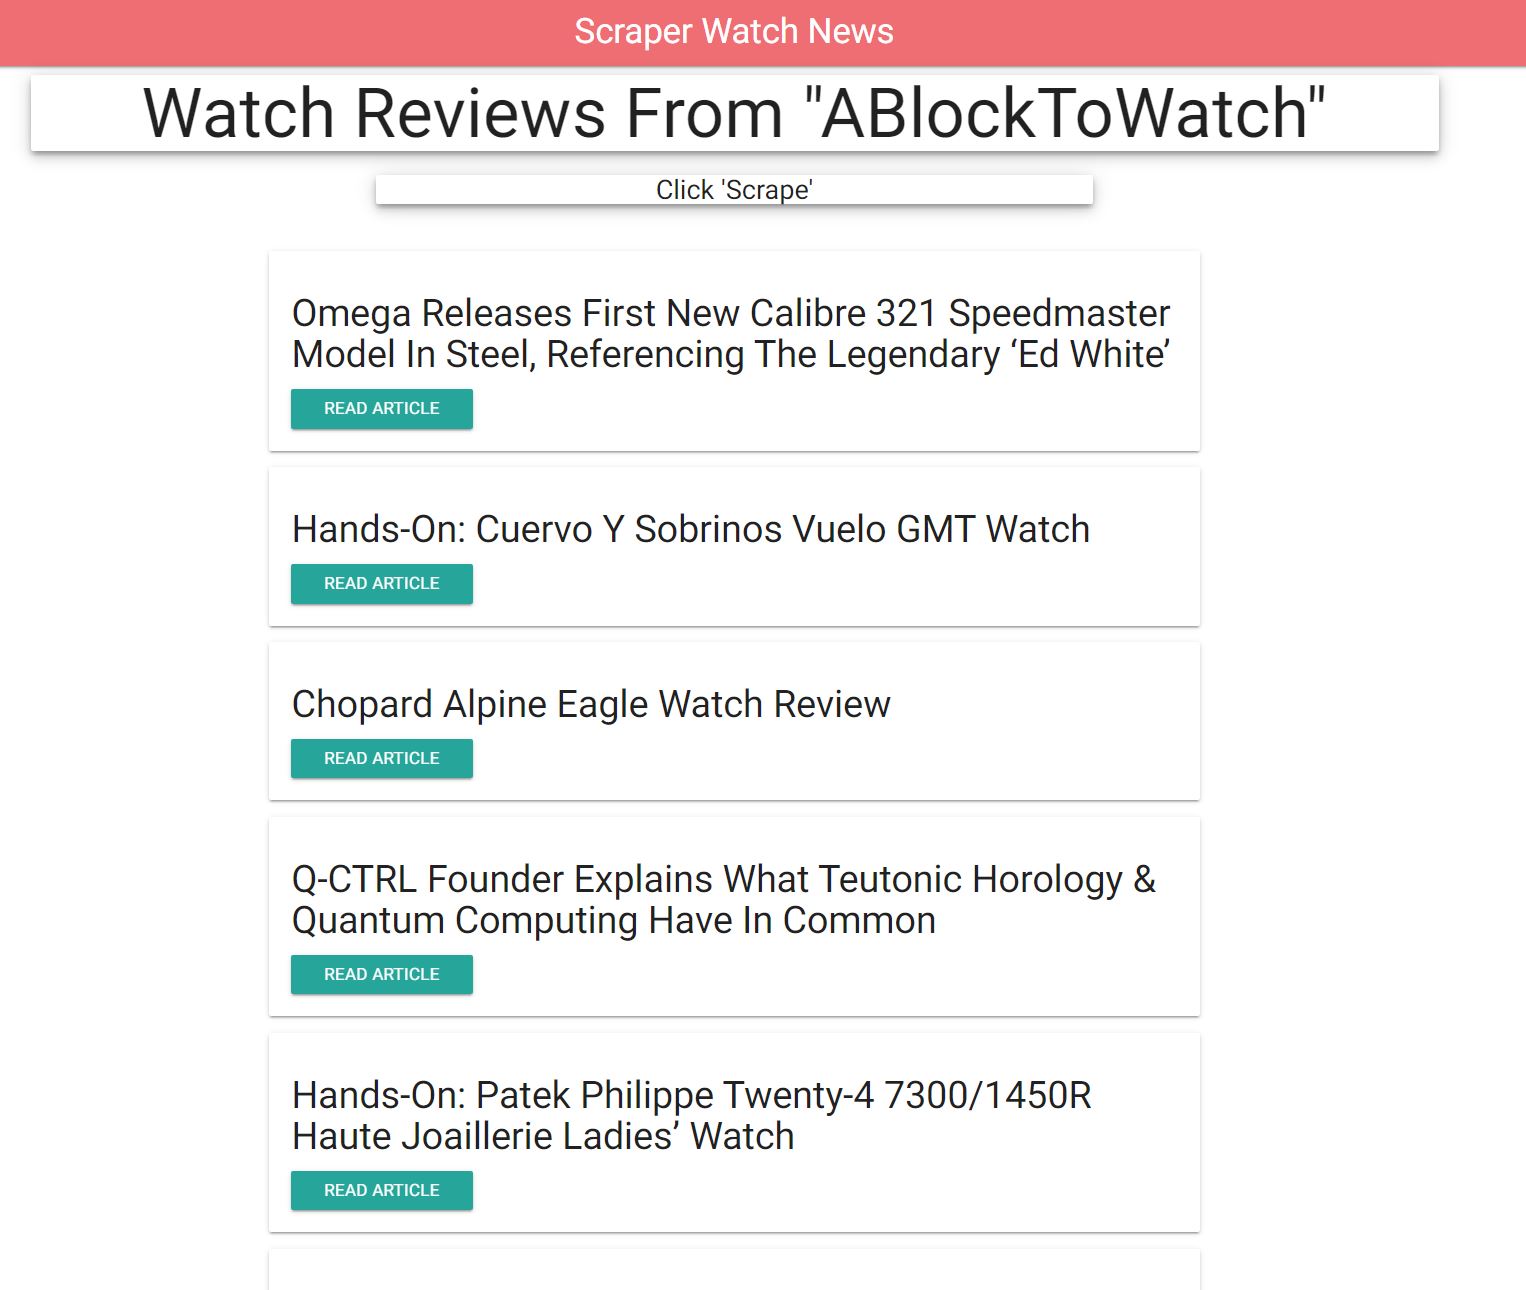 Scraper Watch News
Watch Reviews From "ABlockToWatch"
Click 'Scrape'
Omega Releases First New Calibre 321 Speedmaster
Model In Steel, Referencing The Legendary ‘Ed White’
READ ARTICLE
Hands-On: Cuervo Y Sobrinos Vuelo GMT Watch
READ ARTICLE
Chopard Alpine Eagle Watch Review
READ ARTICLE
Q-CTRL Founder Explains What Teutonic Horology &
Quantum Computing Have In Common
READ ARTICLE
Hands-On: Patek Philippe Twenty-4 7300/1450R
Haute Joaillerie Ladies’ Watch
READ ARTICLE